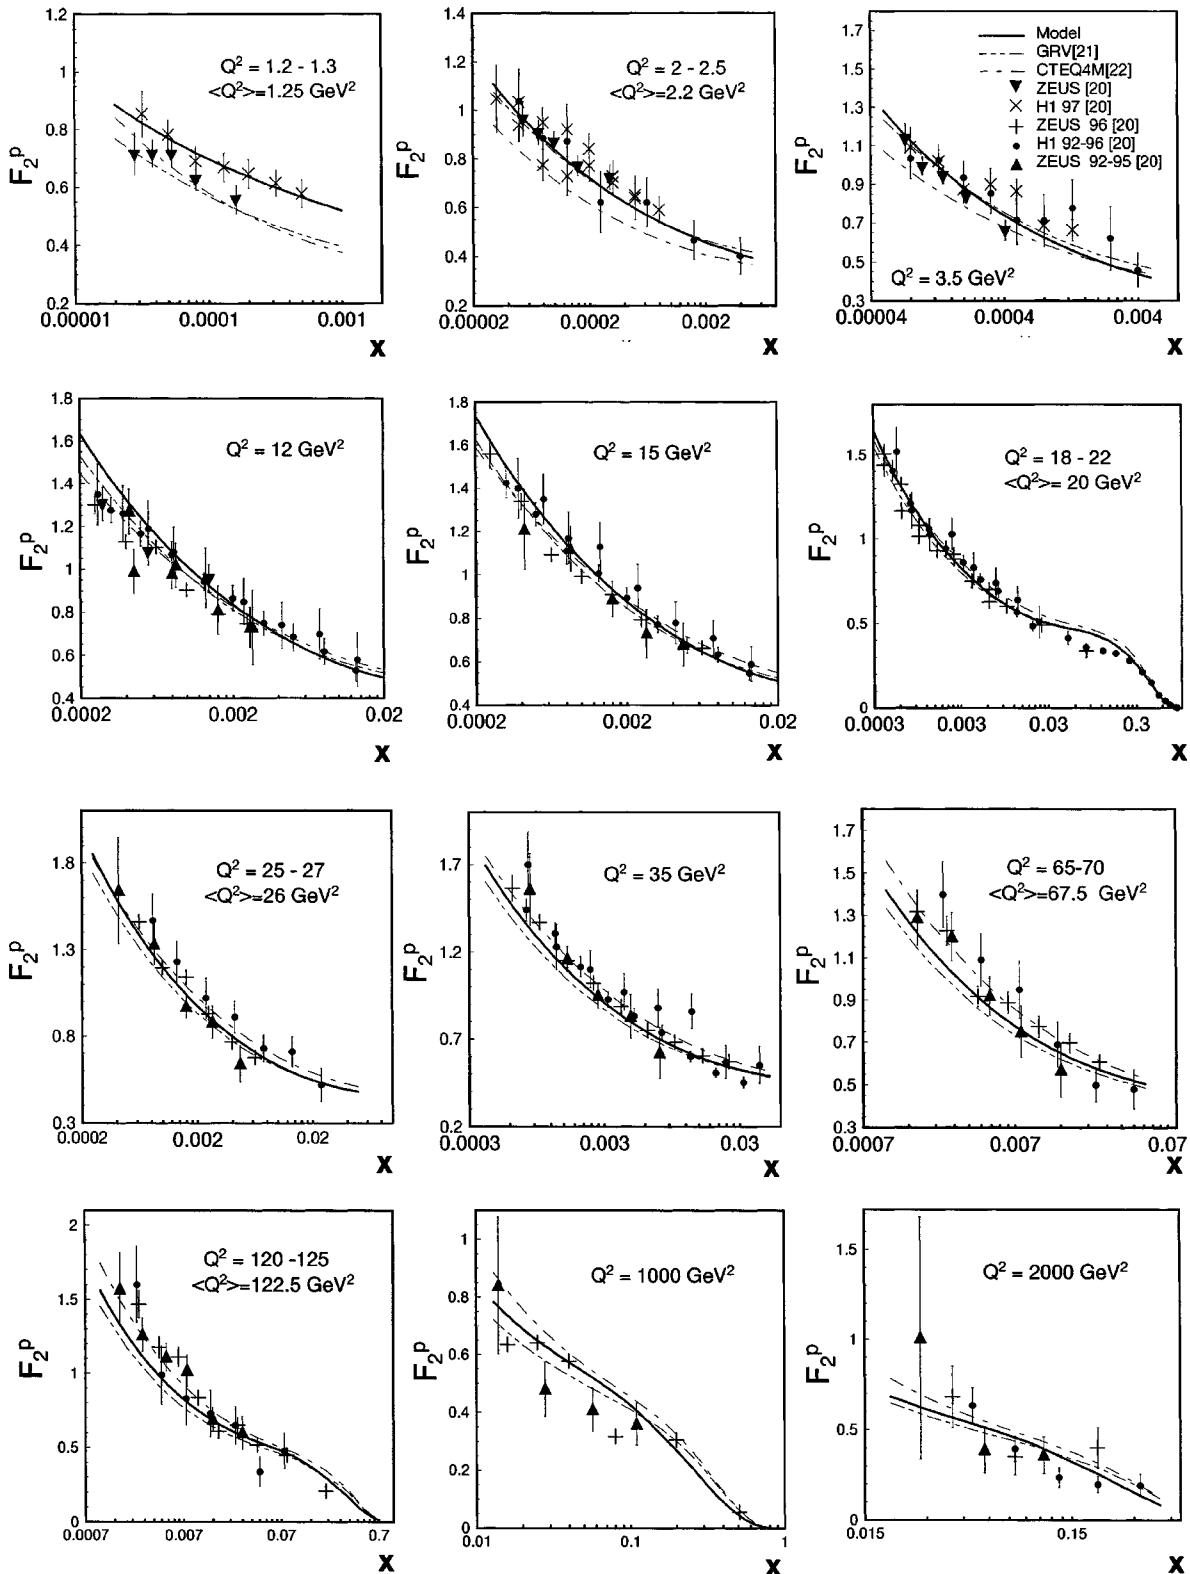 1.2
1
0.8
0.6
0.4
0.2
F₂ᵖ
Q² = 1.2 - 1.3
<Q²>=1.25 GeV²
0.00001 0.0001 0.001
x
1.4
1.2
1
0.8
0.6
0.4
0.2
F₂ᵖ
Q² = 2 - 2.5
<Q²>= 2.2 GeV²
0.00002 0.0002 0.002
x
1.7
1.5
1.3
1.1
0.9
0.7
0.5
0.3
F₂ᵖ
Model
GRV[21]
CTEQ4M[22]
ZEUS [20]
H1 97 [20]
ZEUS 96 [20]
H1 92-96 [20]
ZEUS 92-95 [20]
Q² = 3.5 GeV²
0.00004 0.0004 0.004
x
1.8
1.6
1.4
1.2
1
0.8
0.6
0.4
F₂ᵖ
Q² = 12 GeV²
0.0002 0.002 0.02
x
1.8
1.6
1.4
1.2
1
0.8
0.6
0.4
F₂ᵖ
Q² = 15 GeV²
0.0002 0.002 0.02
x
1.5
1
0.5
0
F₂ᵖ
Q² = 18 - 22
<Q²>= 20 GeV²
0.0003 0.003 0.03 0.3
x
1.8
1.3
0.8
0.3
F₂ᵖ
Q² = 25 - 27
<Q²>=26 GeV²
0.0002 0.002 0.02
x
1.7
1.2
0.7
0.2
F₂ᵖ
Q² = 35 GeV²
0.0003 0.003 0.03
x
1.7
1.5
1.3
1.1
0.9
0.7
0.5
0.3
F₂ᵖ
Q² = 65-70
<Q²>=67.5 GeV²
0.0007 0.007 0.07
x
2
1.5
1
0.5
0
F₂ᵖ
Q² = 120 -125
<Q²>=122.5 GeV²
0.0007 0.007 0.07 0.7
x
1
0.8
0.6
0.4
0.2
0
F₂ᵖ
Q² = 1000 GeV²
0.01 0.1 1
x
1.5
1
0.5
0
F₂ᵖ
Q² = 2000 GeV²
0.015 0.15
x